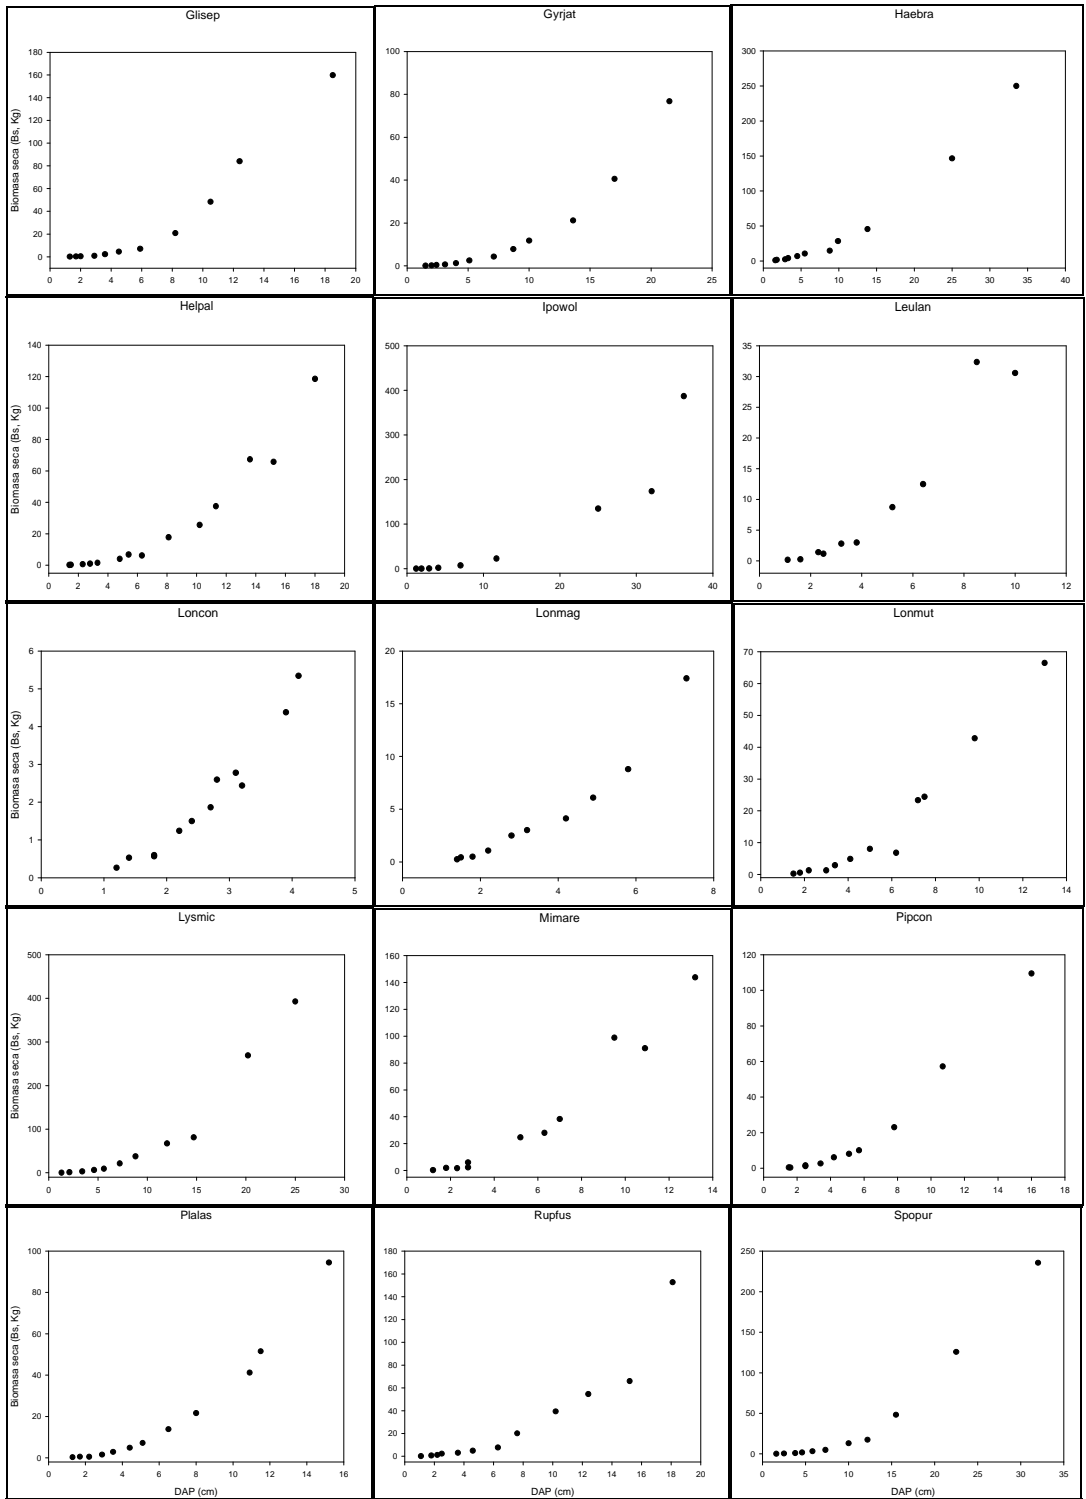 Glisep
Gyrjat
Haebra
Biomasa seca (Bs, Kg)
180
160
140
120
100
80
60
40
20
0
0 2 4 6 8 10 12 14 16 18 20
100
80
60
40
20
0
0 5 10 15 20 25
300
250
200
150
100
50
0
0 5 10 15 20 25 30 35 40
Helpal
Ipowol
Leulan
Biomasa seca (Bs, Kg)
140
120
100
80
60
40
20
0
0 2 4 6 8 10 12 14 16 18 20
500
400
300
200
100
0
0 20 30 40
35
30
25
20
15
10
5
0
0 2 4 6 8 10 12
Loncon
Lonmag
Lonmut
Biomasa seca (Bs, Kg)
6
5
4
3
2
1
0
0 1 2 3 4 5
20
15
10
5
0
2 4 6 8
70
60
50
40
30
20
10
0
0 2 4 6 8 10 12 14
Lysmic
Mimare
Pipcon
Biomasa seca (Bs, Kg)
500
400
300
200
100
0
0 5 10 15 20 25 30
160
140
120
100
80
60
40
20
0
0 2 4 6 8 10 12 14
120
100
80
60
40
20
0
0 2 4 6 8 10 12 14 16 18
Plalas
Rupfus
Spopur
Biomasa seca (Bs, Kg)
100
80
60
40
20
0
0 2 4 6 8 10 12 14 16
DAP (cm)
180
160
140
120
100
80
60
40
20
0
0 2 4 6 8 10 12 14 16 18 20
DAP (cm)
250
200
150
100
50
0
0 5 10 15 20 25 30 35
DAP (cm)